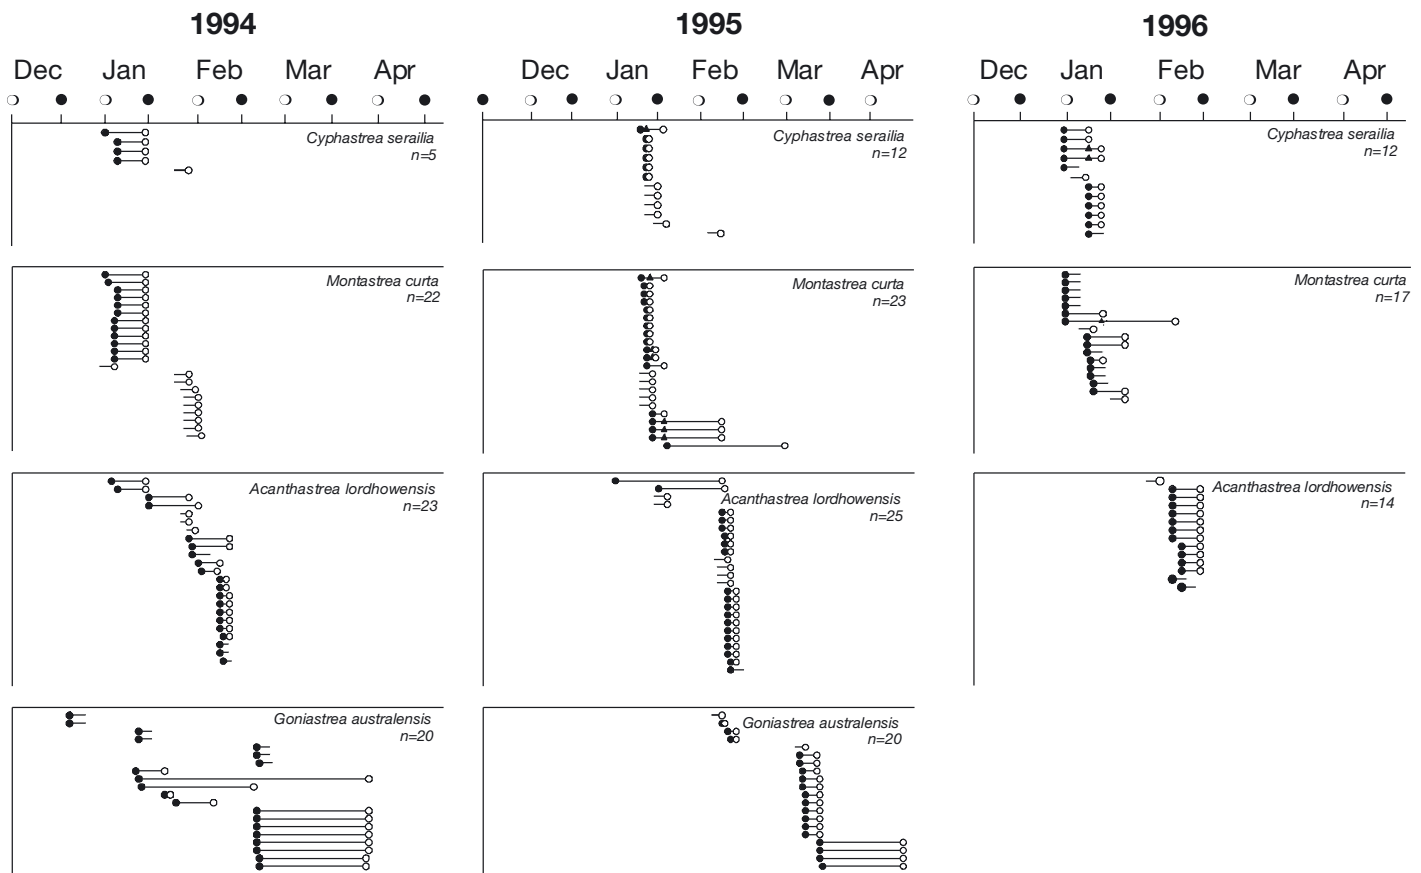 1994 1995 1996
Dec Jan Feb Mar Apr Dec Jan Feb Mar Apr Dec Jan Feb Mar Apr
Cyphastrea serailia
n=5
Cyphastrea serailia
n=12
Cyphastrea serailia
n=12
Montastrea curta
n=22
Montastrea curta
n=23
Montastrea curta
n=17
Acanthastrea lordhowensis
n=23
Acanthastrea lordhowensis
n=25
Acanthastrea lordhowensis
n=14
Goniastrea australensis
n=20
Goniastrea australensis
n=20